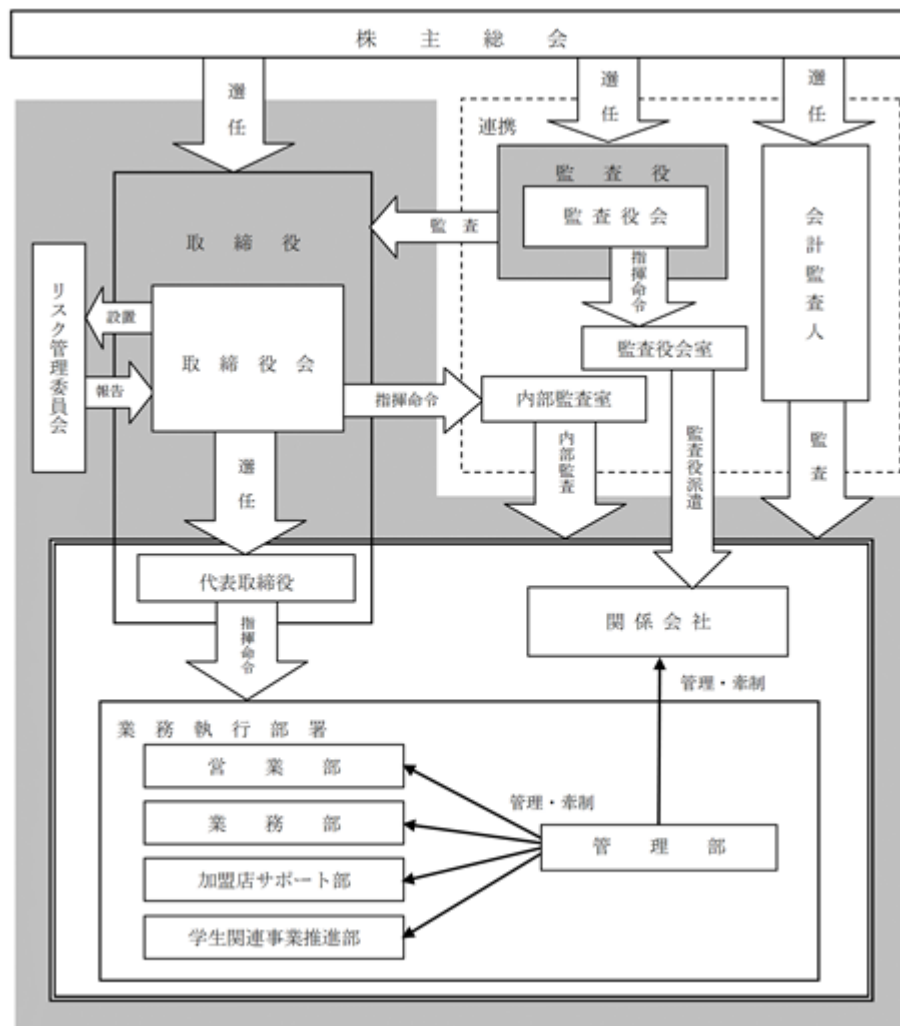 株主総会
選任
選任
選任
連携
監査役
監査役会
会計監査人
監査
取締役
指揮命令
リスク管理委員会
設置
取締役会
監査役会室
報告
指揮命令
内部監査室
選任
内部監査
監査役派遣
監査
代表取締役
関係会社
指揮命令
管理・牽制
業務執行部署
営業部
管理・牽制
業務部
管理部
加盟店サポート部
学生関連事業推進部